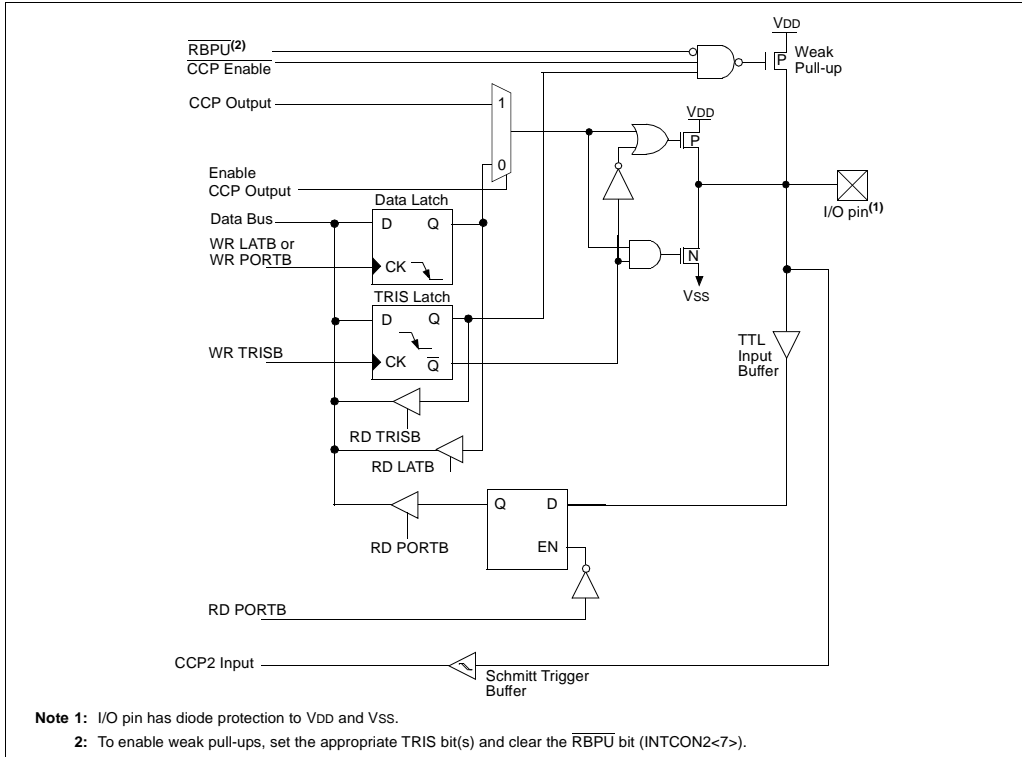 VDD
RBPU(2)
Weak
Pull-up
CCP Enable
P
CCP Output
1
VDD
P
0
Enable
CCP Output
I/O pin(1)
Data Latch
Data Bus
D Q
WR LATB or
WR PORTB
CK
N
VSS
TRIS Latch
D Q
TTL
Input
Buffer
WR TRISB
CK Q
RD TRISB
RD LATB
Q D
EN
RD PORTB
RD PORTB
CCP2 Input
Schmitt Trigger
Buffer
Note 1: I/O pin has diode protection to VDD and VSS.
2: To enable weak pull-ups, set the appropriate TRIS bit(s) and clear the RBPU bit (INTCON2<7>).